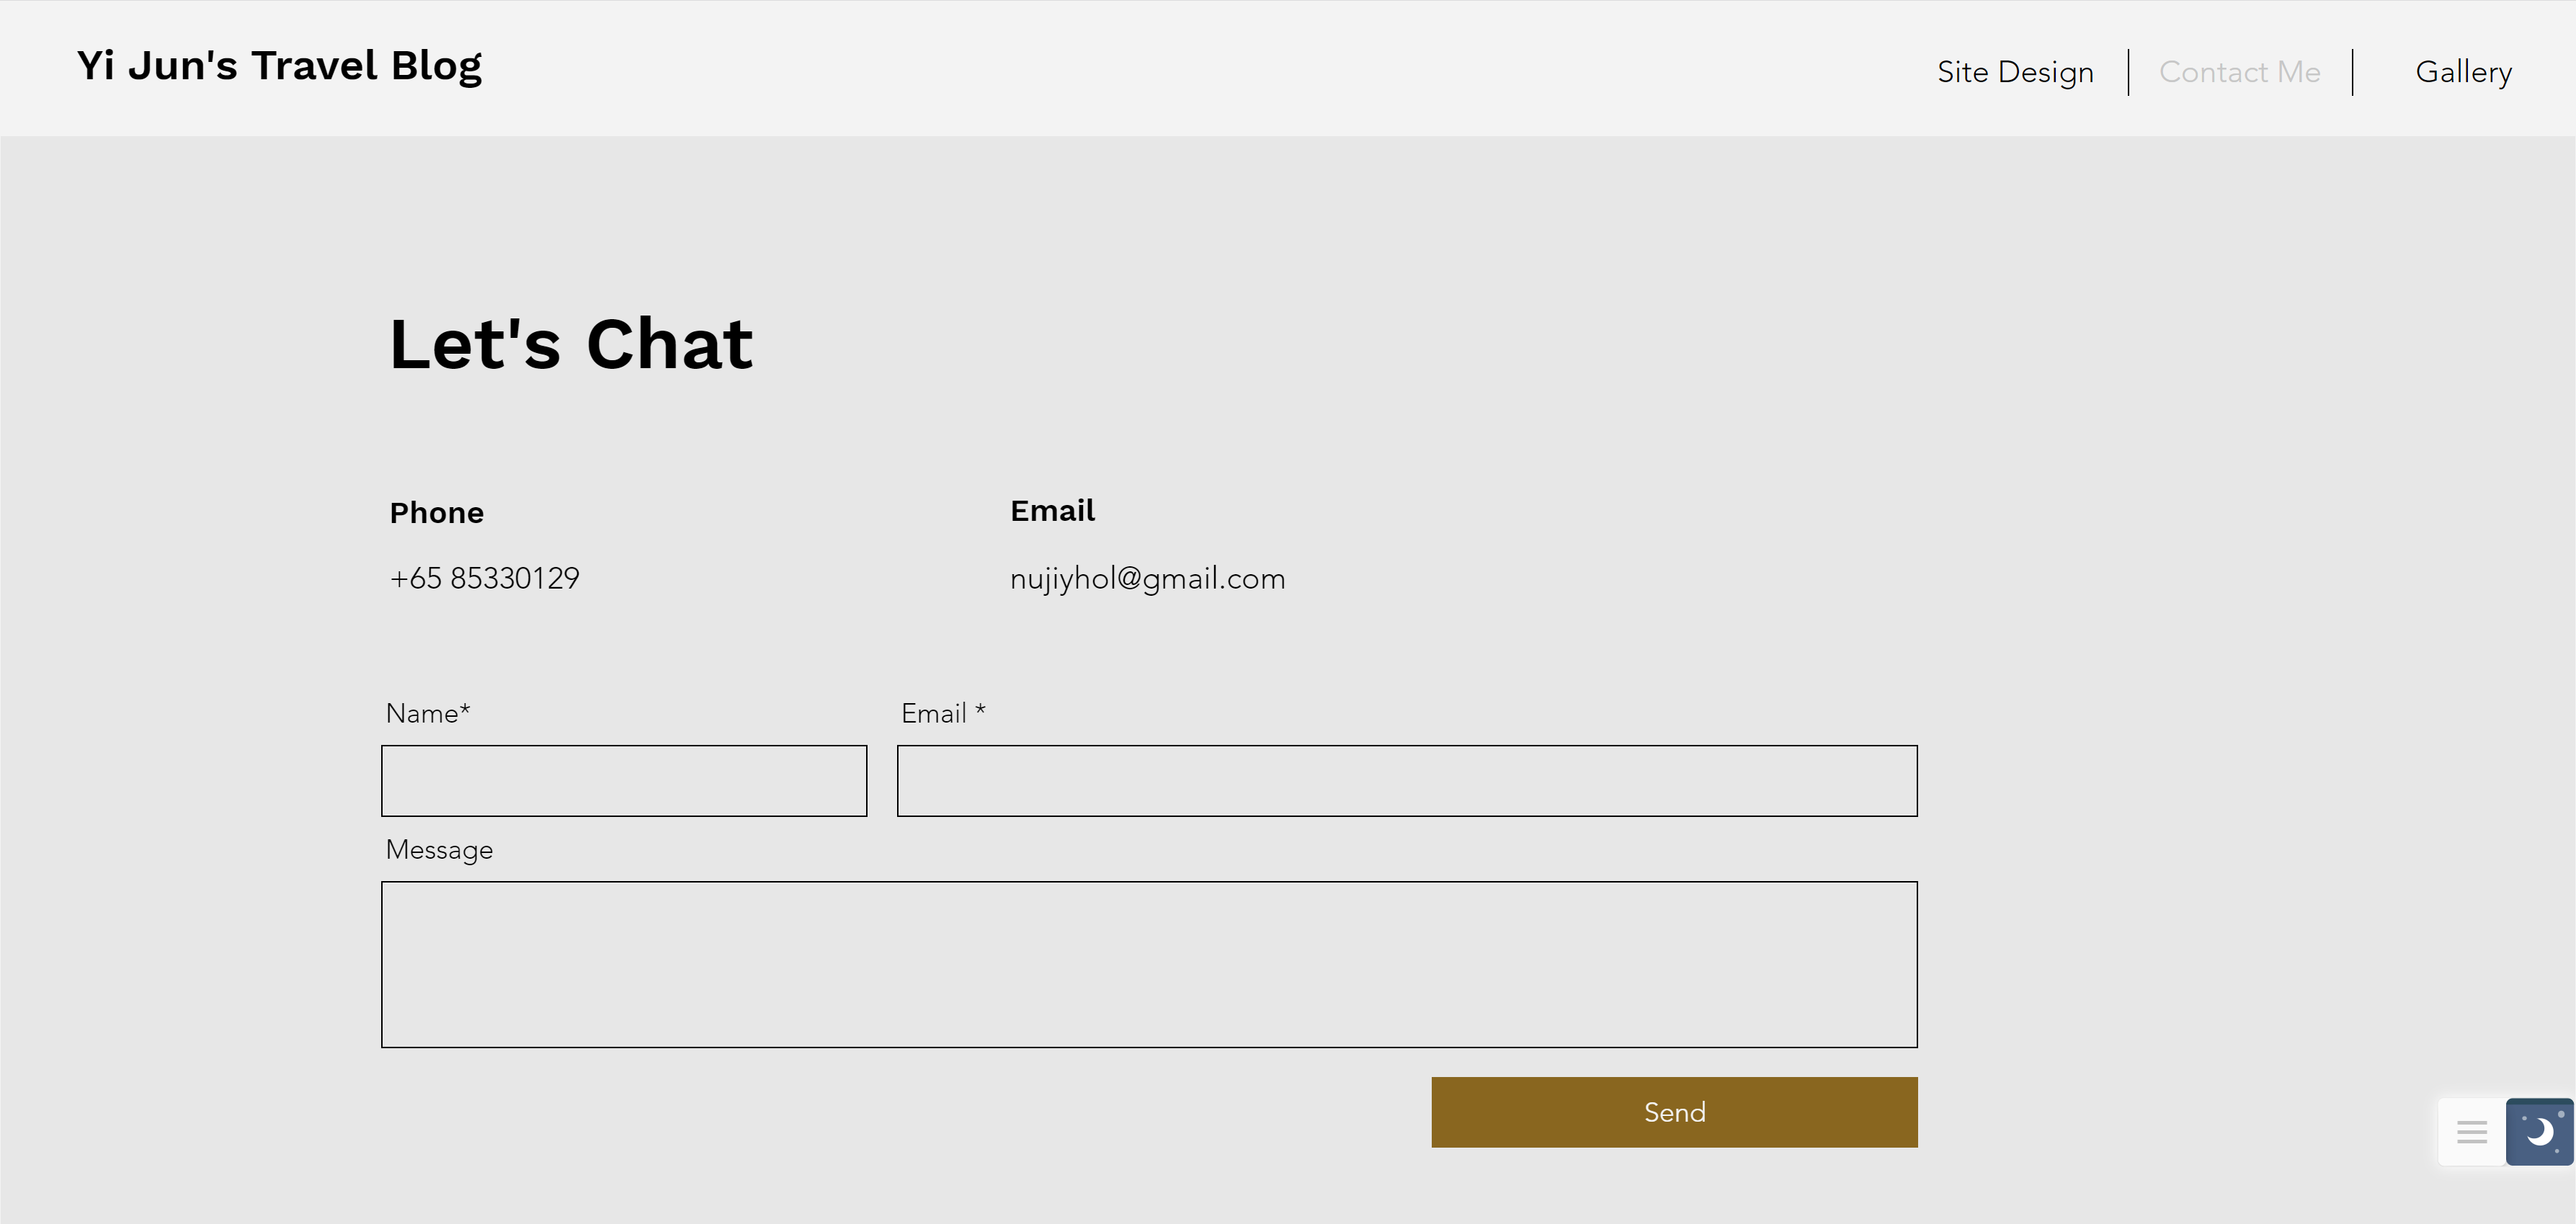 Yi Jun's Travel Blog
Site Design
Contact Me
Gallery
Let's Chat
Phone
Email
+65 85330129
nujiyhol@gmail.com
Name*
Email *
Message
Send